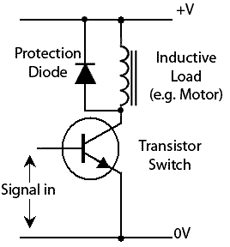 +V
Protection
Diode
Inductive
Load
(e.g. Motor)
Transistor
Switch
Signal in
0V